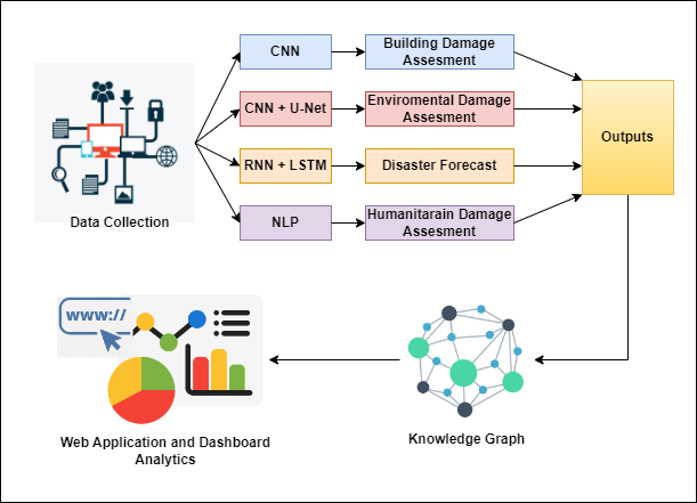 CNN
Building Damage
Assesment
CNN + U-Net
Enviromental Damage
Assesment
Outputs
RNN + LSTM
Disaster Forecast
NLP
Humanitarain Damage
Assesment
Data Collection
www://
Web Application and Dashboard
Analytics
Knowledge Graph